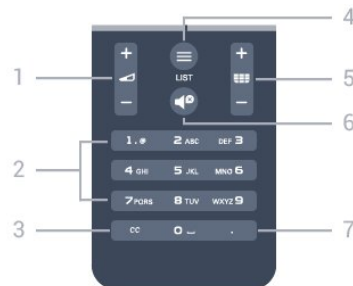 4
+ +
1 LIST 5
− −
6
1.@ 2 ABC DEF 3
2 4 GHI 5 JKL MNO 6
7 PQRS 8 TUV WXYZ 9
3 cc 0 ⎵ . 7